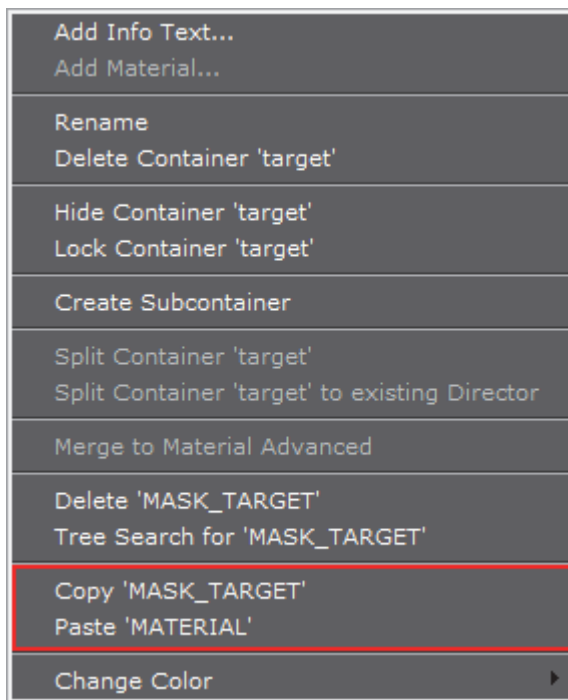 Add Info Text...
Add Material...
Rename
Delete Container 'target'
Hide Container 'target'
Lock Container 'target'
Create Subcontainer
Split Container 'target'
Split Container 'target' to existing Director
Merge to Material Advanced
Delete 'MASK_TARGET'
Tree Search for 'MASK_TARGET'
Copy 'MASK_TARGET'
Paste 'MATERIAL'
Change Color